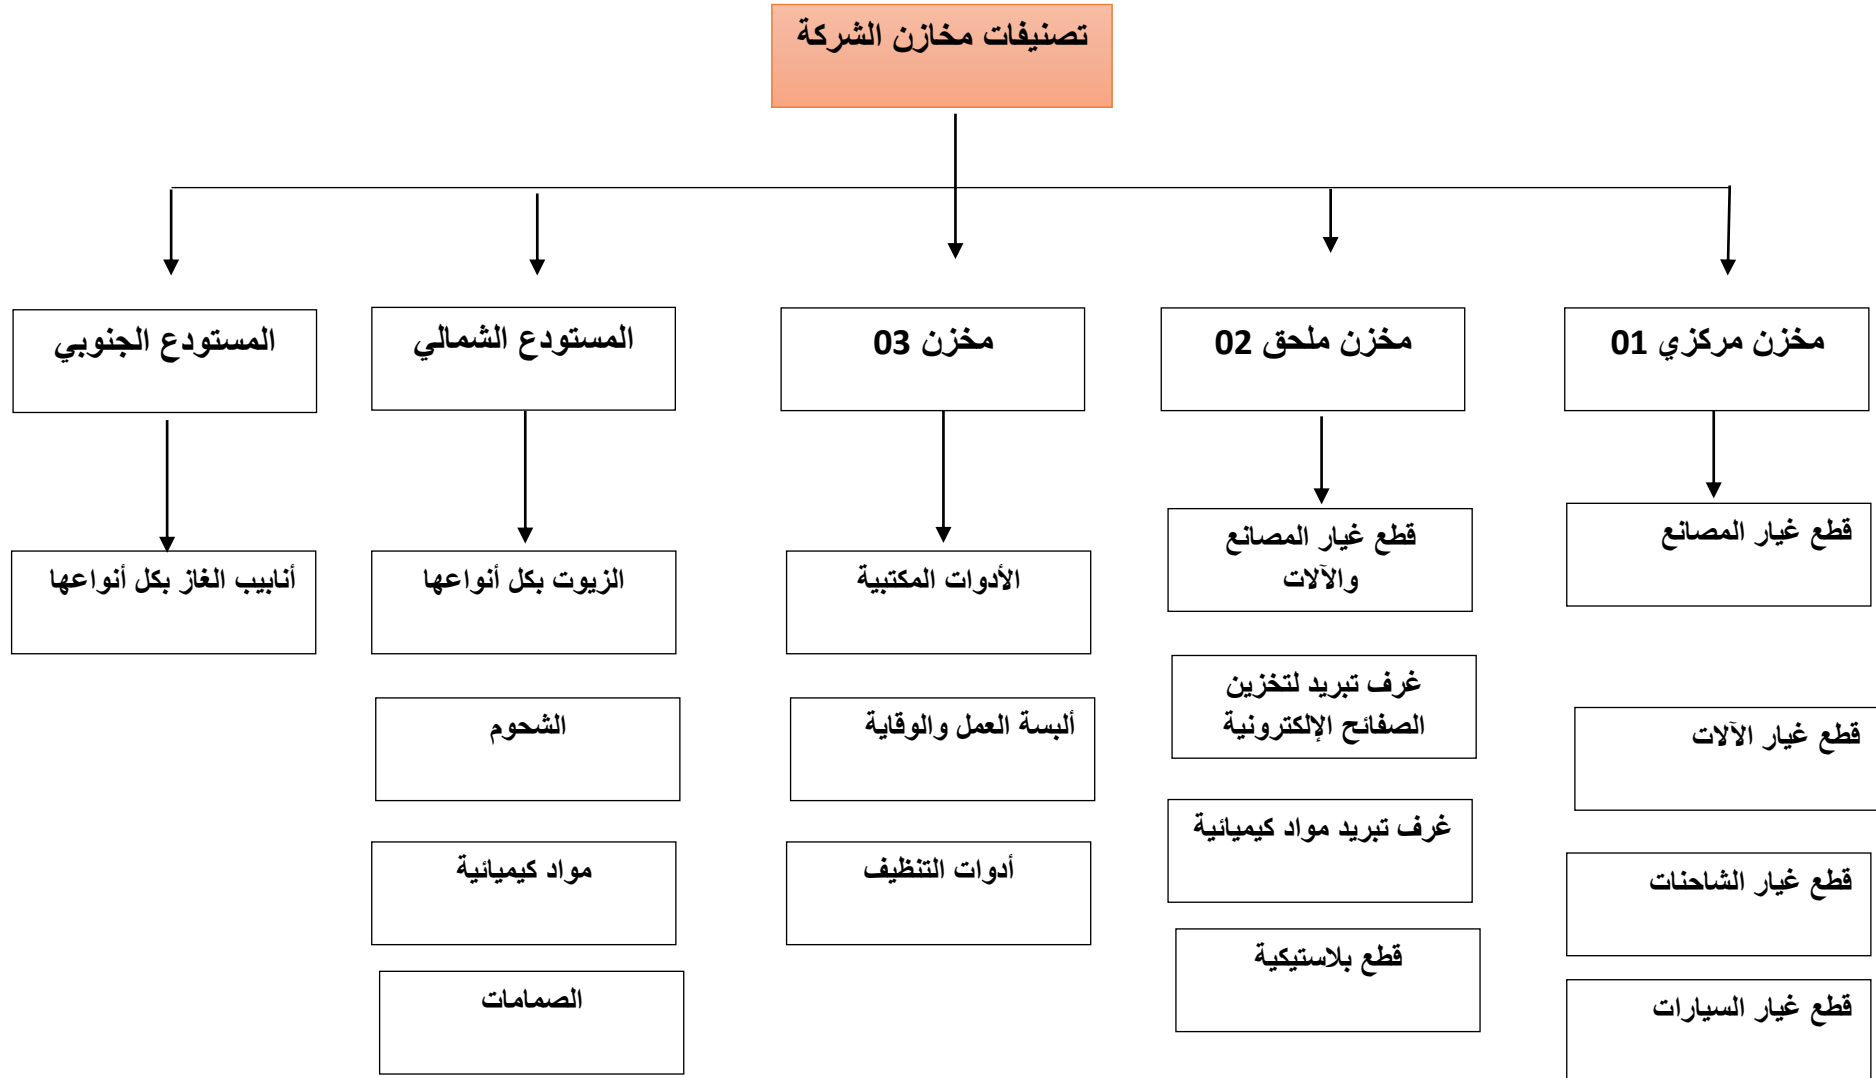 تصنيفات مخازن الشركة
مخزن مركزي 01
مخزن ملحق 02
مخزن 03
المستودع الشمالي
المستودع الجنوبي
قطع غيار المصانع
قطع غيار الآلات
قطع غيار الشاحنات
قطع غيار السيارات
قطع غيار المصانع
والآلات
غرف تبريد لتخزين
الصفائح الإلكترونية
غرف تبريد مواد كيميائية
قطع بلاستيكية
الأدوات المكتبية
ألبسة العمل والوقاية
أدوات التنظيف
الزيوت بكل أنواعها
الشحوم
مواد كيميائية
الصمامات
أنابيب الغاز بكل أنواعها